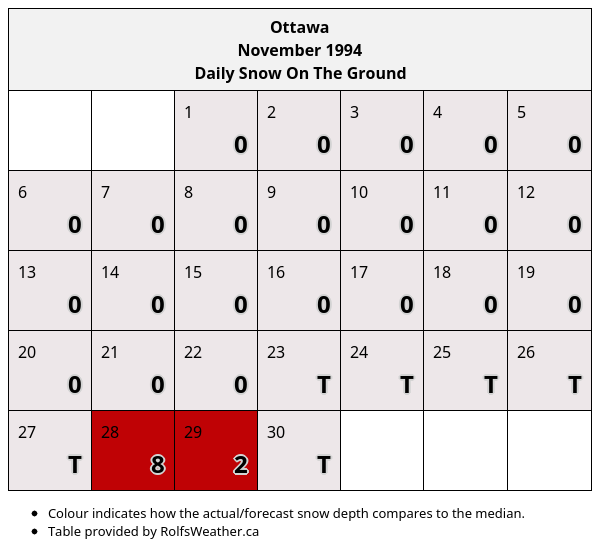 Ottawa
November 1994
Daily Snow On The Ground
1 2 3 4 5
0 0 0 0 0
6 7 8 9 10 11 12
0 0 0 0 0 0 0
13 14 15 16 17 18 19
0 0 0 0 0 0 0
20 21 22 23 24 25 26
0 0 0 T T T T
27 28 29 30
T 8 2 T
• Colour indicates how the actual/forecast snow depth compares to the median.
• Table provided by RolfsWeather.ca